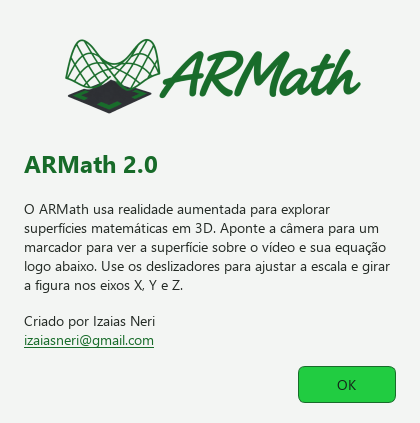 ARMath
ARMath 2.0
O ARMath usa realidade aumentada para explorar
superfícies matemáticas em 3D. Aponte a câmera para um
marcador para ver a superfície sobre o vídeo e sua equação
logo abaixo. Use os deslizadores para ajustar a escala e girar
a figura nos eixos X, Y e Z.
Criado por Izaias Neri
izaiasneri@gmail.com
OK